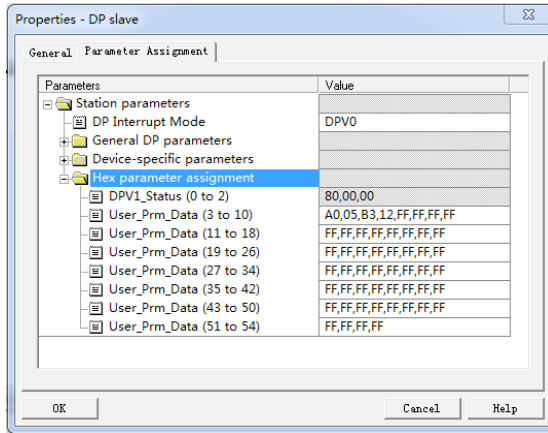 Properties - DP slave
General Parameter Assignment
Parameters Value
Station parameters
DP Interrupt Mode DPV0
General DP parameters
Device-specific parameters
Hex parameter assignment
DPV1_Status (0 to 2) 80,00,00
User_Prm_Data (3 to 10) A0,05,B3,12,FF,FF,FF,FF
User_Prm_Data (11 to 18) FF,FF,FF,FF,FF,FF,FF,FF
User_Prm_Data (19 to 26) FF,FF,FF,FF,FF,FF,FF,FF
User_Prm_Data (27 to 34) FF,FF,FF,FF,FF,FF,FF,FF
User_Prm_Data (35 to 42) FF,FF,FF,FF,FF,FF,FF,FF
User_Prm_Data (43 to 50) FF,FF,FF,FF,FF,FF,FF,FF
User_Prm_Data (51 to 54) FF,FF,FF,FF
OK Cancel Help